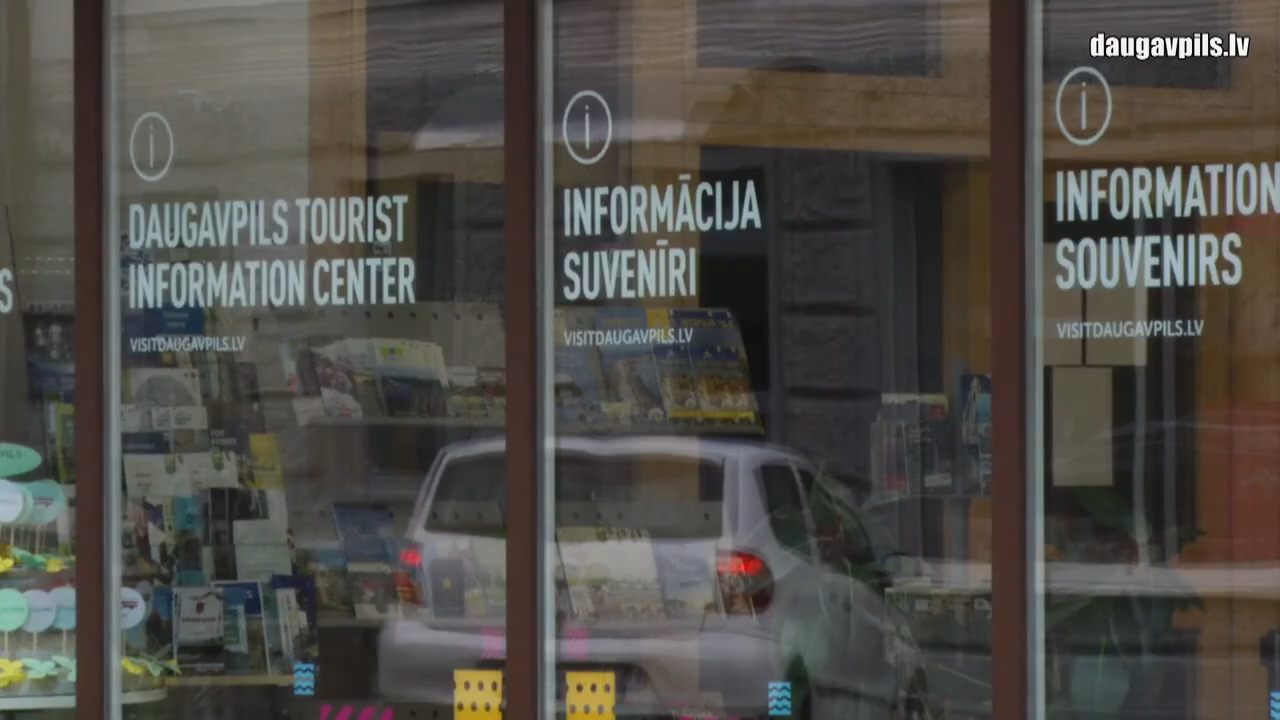 daugavpils.lv
S
DAUGAVPILS TOURIST
INFORMATION CENTER
VISITDAUGAVPILS.LV
INFORMĀCIJA
SUVENĪRI
VISITDAUGAVPILS.LV
INFORMATION
SOUVENIRS
VISITDAUGAVPILS.LV